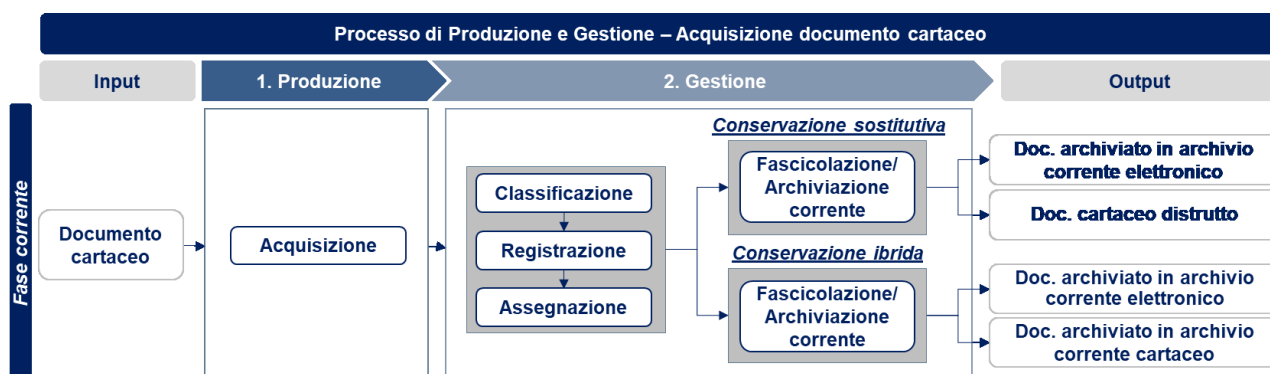 Processo di Produzione e Gestione – Acquisizione documento cartaceo
Input
1. Produzione
2. Gestione
Output
Fase corrente
Documento
cartaceo
Acquisizione
Classificazione
Registrazione
Assegnazione
Conservazione sostitutiva
Fascicolazione/
Archiviazione
corrente
Conservazione ibrida
Fascicolazione/
Archiviazione
corrente
Doc. archiviato in archivio
corrente elettronico
Doc. cartaceo distrutto
Doc. archiviato in archivio
corrente elettronico
Doc. archiviato in archivio
corrente cartaceo